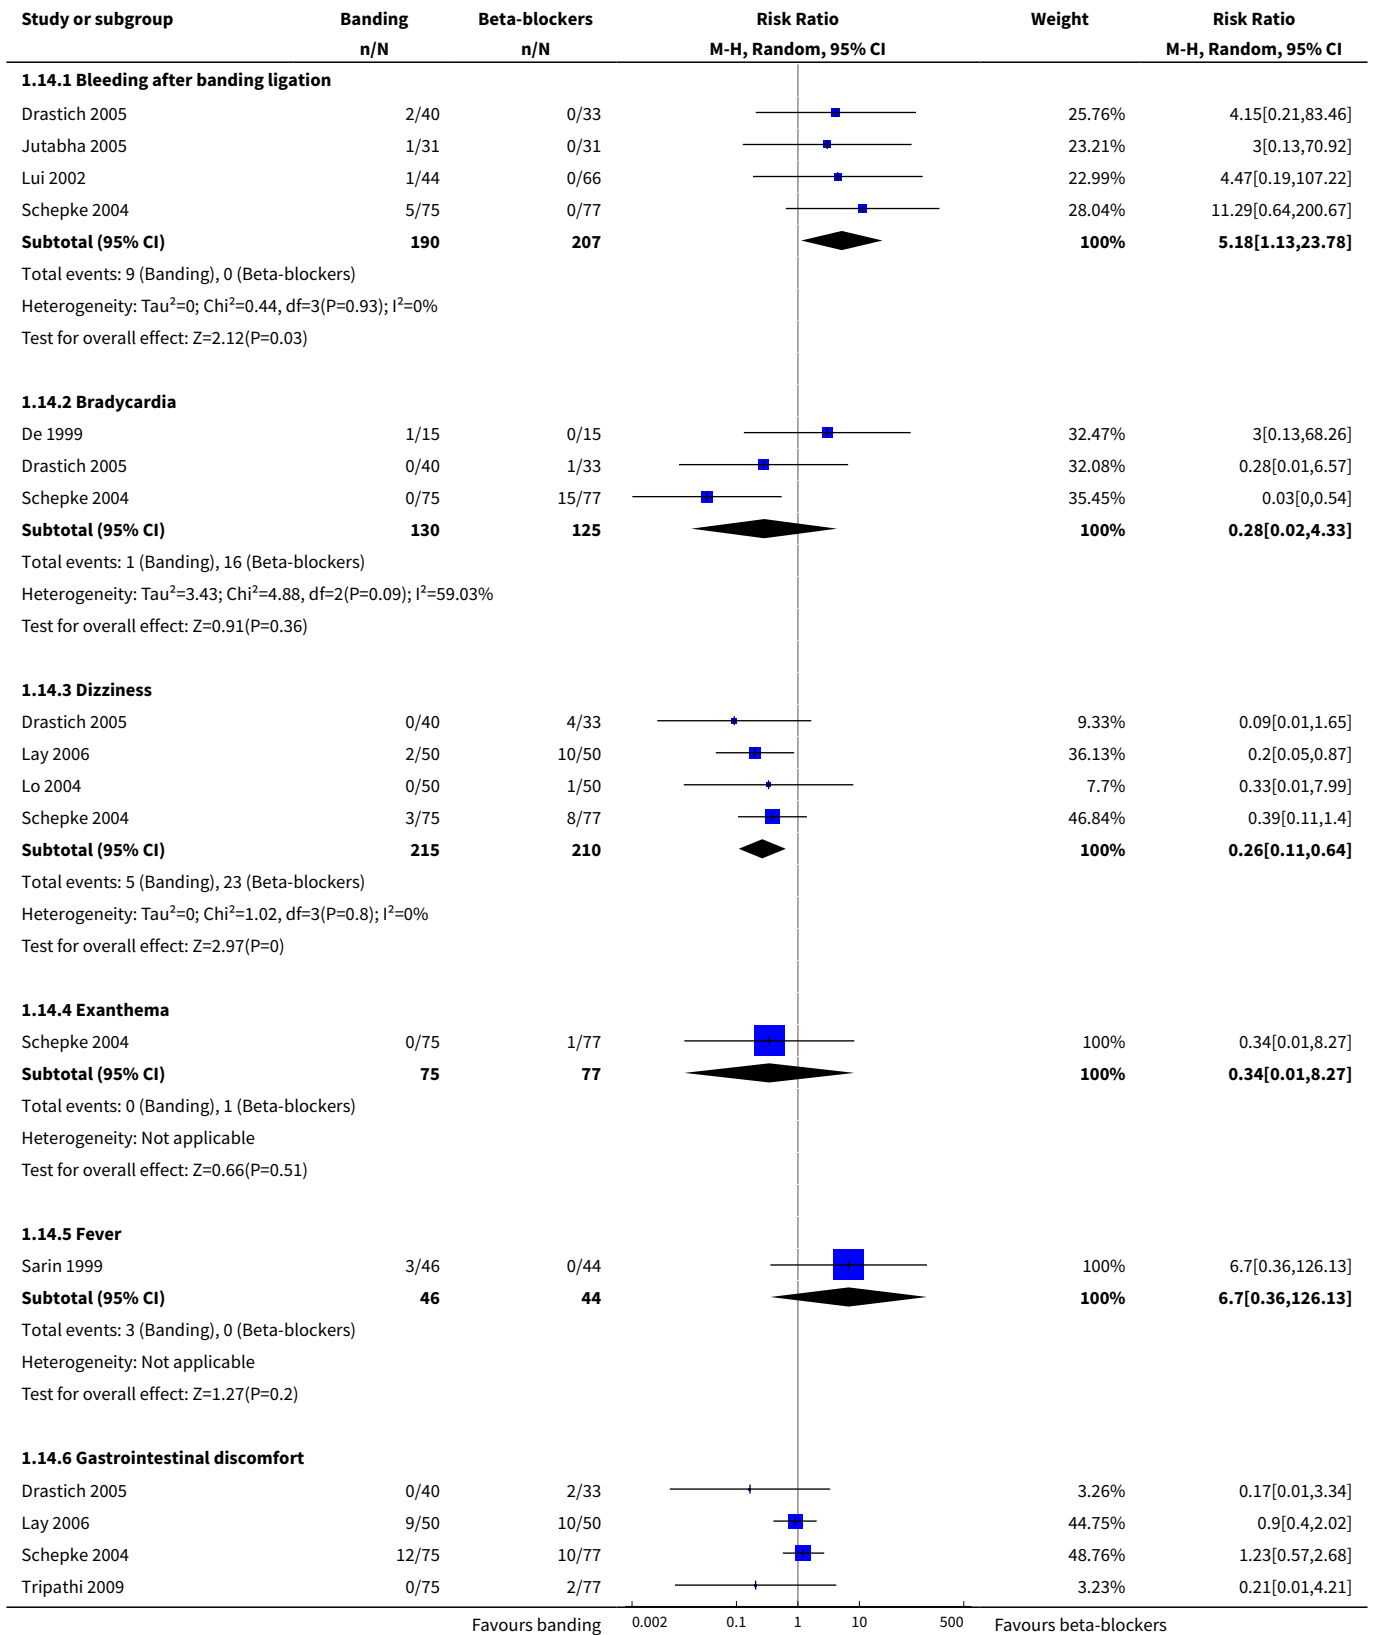 Study or subgroup Banding Beta-blockers Risk Ratio Weight Risk Ratio
n/N n/N M-H, Random, 95% CI M-H, Random, 95% CI
1.14.1 Bleeding after banding ligation
Drastich 2005 2/40 0/33 25.76% 4.15[0.21,83.46]
Jutabha 2005 1/31 0/31 23.21% 3[0.13,70.92]
Lui 2002 1/44 0/66 22.99% 4.47[0.19,107.22]
Schepke 2004 5/75 0/77 28.04% 11.29[0.64,200.67]
Subtotal (95% CI) 190 207 100% 5.18[1.13,23.78]
Total events: 9 (Banding), 0 (Beta-blockers)
Heterogeneity: Tau²=0; Chi²=0.44, df=3(P=0.93); I²=0%
Test for overall effect: Z=2.12(P=0.03)
1.14.2 Bradycardia
De 1999 1/15 0/15 32.47% 3[0.13,68.26]
Drastich 2005 0/40 1/33 32.08% 0.28[0.01,6.57]
Schepke 2004 0/75 15/77 35.45% 0.03[0,0.54]
Subtotal (95% CI) 130 125 100% 0.28[0.02,4.33]
Total events: 1 (Banding), 16 (Beta-blockers)
Heterogeneity: Tau²=3.43; Chi²=4.88, df=2(P=0.09); I²=59.03%
Test for overall effect: Z=0.91(P=0.36)
1.14.3 Dizziness
Drastich 2005 0/40 4/33 9.33% 0.09[0.01,1.65]
Lay 2006 2/50 10/50 36.13% 0.2[0.05,0.87]
Lo 2004 0/50 1/50 7.7% 0.33[0.01,7.99]
Schepke 2004 3/75 8/77 46.84% 0.39[0.11,1.4]
Subtotal (95% CI) 215 210 100% 0.26[0.11,0.64]
Total events: 5 (Banding), 23 (Beta-blockers)
Heterogeneity: Tau²=0; Chi²=1.02, df=3(P=0.8); I²=0%
Test for overall effect: Z=2.97(P=0)
1.14.4 Exanthema
Schepke 2004 0/75 1/77 100% 0.34[0.01,8.27]
Subtotal (95% CI) 75 77 100% 0.34[0.01,8.27]
Total events: 0 (Banding), 1 (Beta-blockers)
Heterogeneity: Not applicable
Test for overall effect: Z=0.66(P=0.51)
1.14.5 Fever
Sarin 1999 3/46 0/44 100% 6.7[0.36,126.13]
Subtotal (95% CI) 46 44 100% 6.7[0.36,126.13]
Total events: 3 (Banding), 0 (Beta-blockers)
Heterogeneity: Not applicable
Test for overall effect: Z=1.27(P=0.2)
1.14.6 Gastrointestinal discomfort
Drastich 2005 0/40 2/33 3.26% 0.17[0.01,3.34]
Lay 2006 9/50 10/50 44.75% 0.9[0.4,2.02]
Schepke 2004 12/75 10/77 48.76% 1.23[0.57,2.68]
Tripathi 2009 0/75 2/77 3.23% 0.21[0.01,4.21]
Favours banding 0.002 0.1 1 10 500 Favours beta-blockers